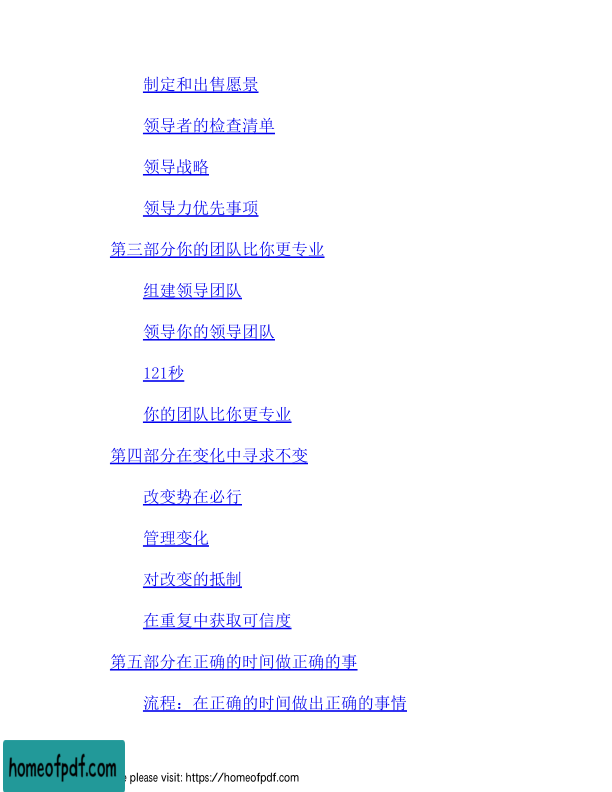 制定和出售愿景
领导者的检查清单
领导战略
领导力优先事项
第三部分你的团队比你更专业
组建领导团队
领导你的领导团队
121秒
你的团队比你更专业
第四部分在变化中寻求不变
改变势在必行
管理变化
对改变的抵制
在重复中获取可信度
第五部分在正确的时间做正确的事
流程：在正确的时间做出正确的事情
homeofpdf.com
please visit: https://homeofpdf.com